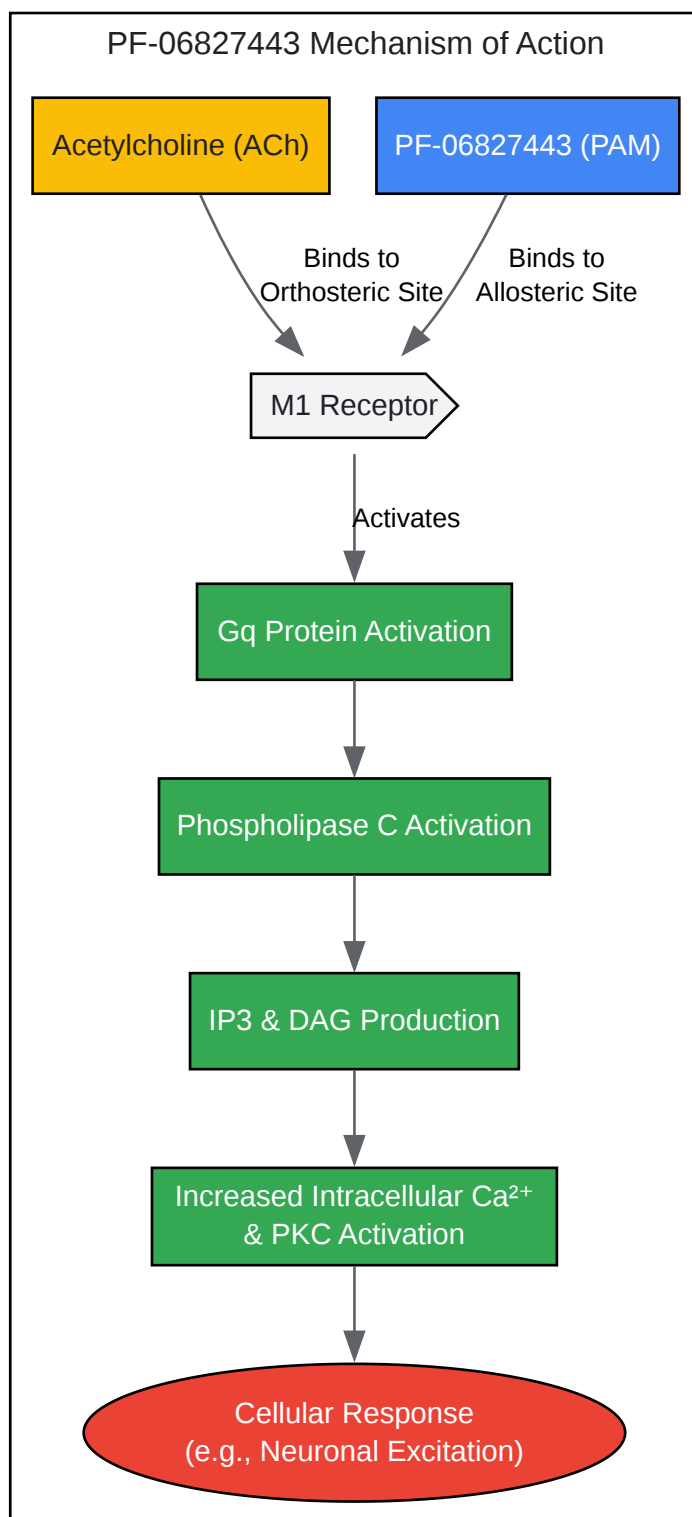 PF-06827443 Mechanism of Action
Acetylcholine (ACh)
PF-06827443 (PAM)
Binds to
Orthosteric Site
Binds to
Allosteric Site
M1 Receptor
Activates
Gq Protein Activation
Phospholipase C Activation
IP3 & DAG Production
Increased Intracellular Ca²⁺
& PKC Activation
Cellular Response
(e.g., Neuronal Excitation)